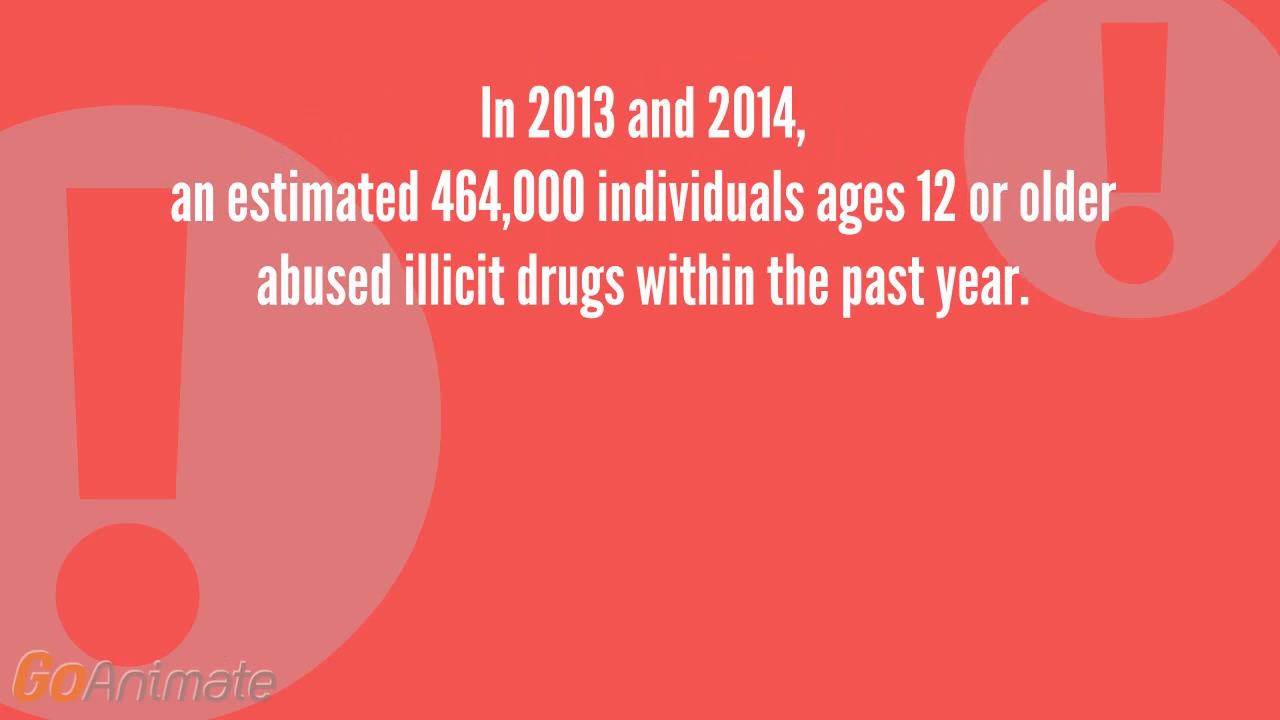 In 2013 and 2014,
an estimated 464,000 individuals ages 12 or older
abused illicit drugs within the past year.
GoAnimate